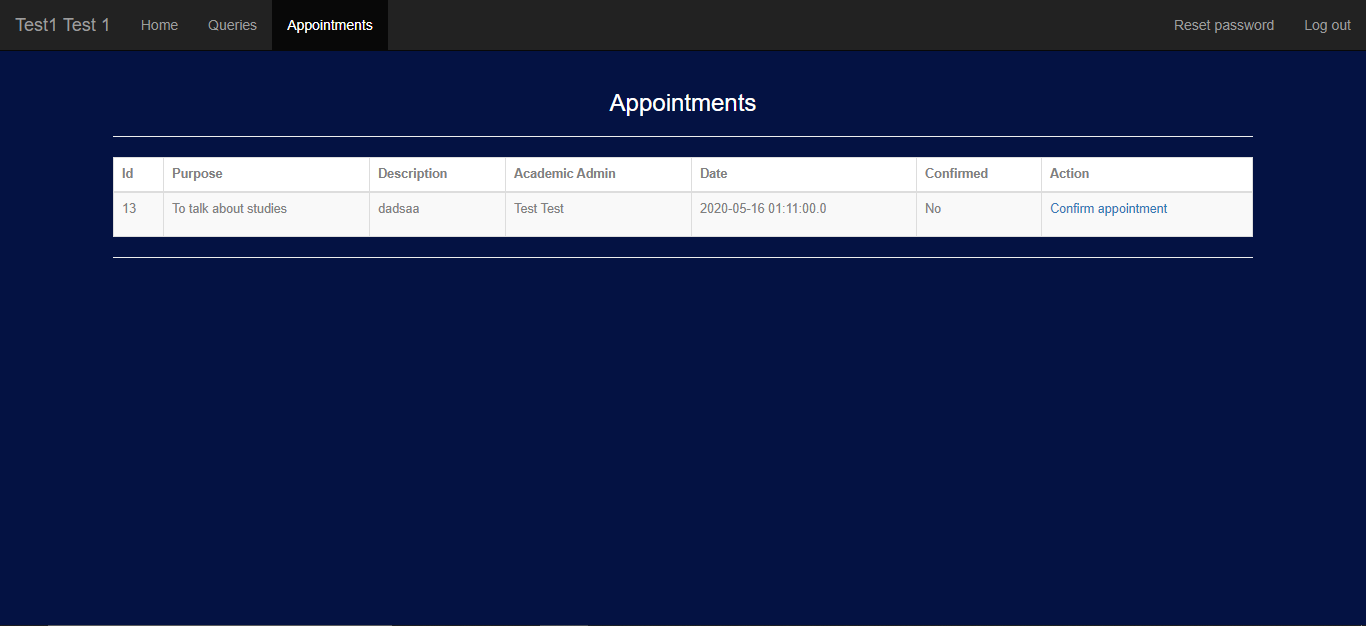 Test1 Test 1 Home Queries Appointments Reset password Log out
Appointments
Id Purpose Description Academic Admin Date Confirmed Action
13 To talk about studies dadsaa Test Test 2020-05-16 01:11:00.0 No Confirm appointment